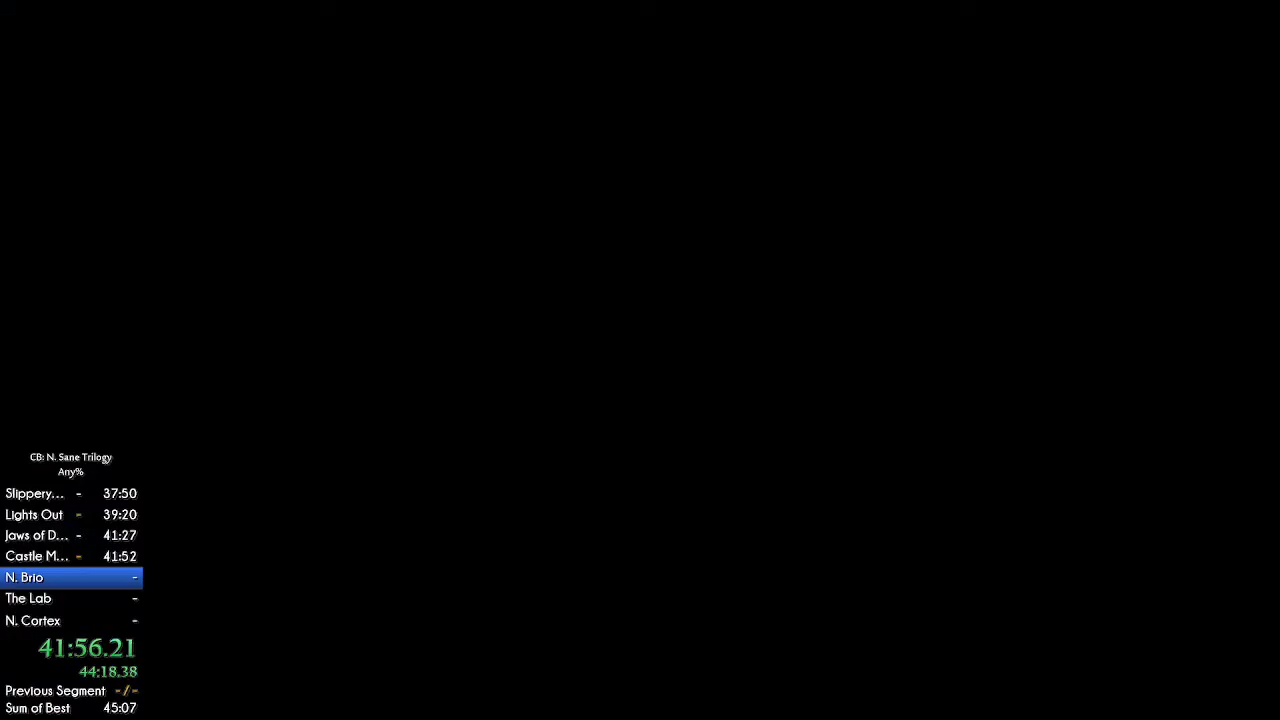 CB: N. Sane Trilogy
Any%
Slippery... - 37:50
Lights Out - 39:20
Jaws of D... - 41:27
Castle M... - 41:52
N. Brio -
The Lab -
N. Cortex -
41:56.21
44:18.38
Previous Segment -/-
Sum of Best 45:07